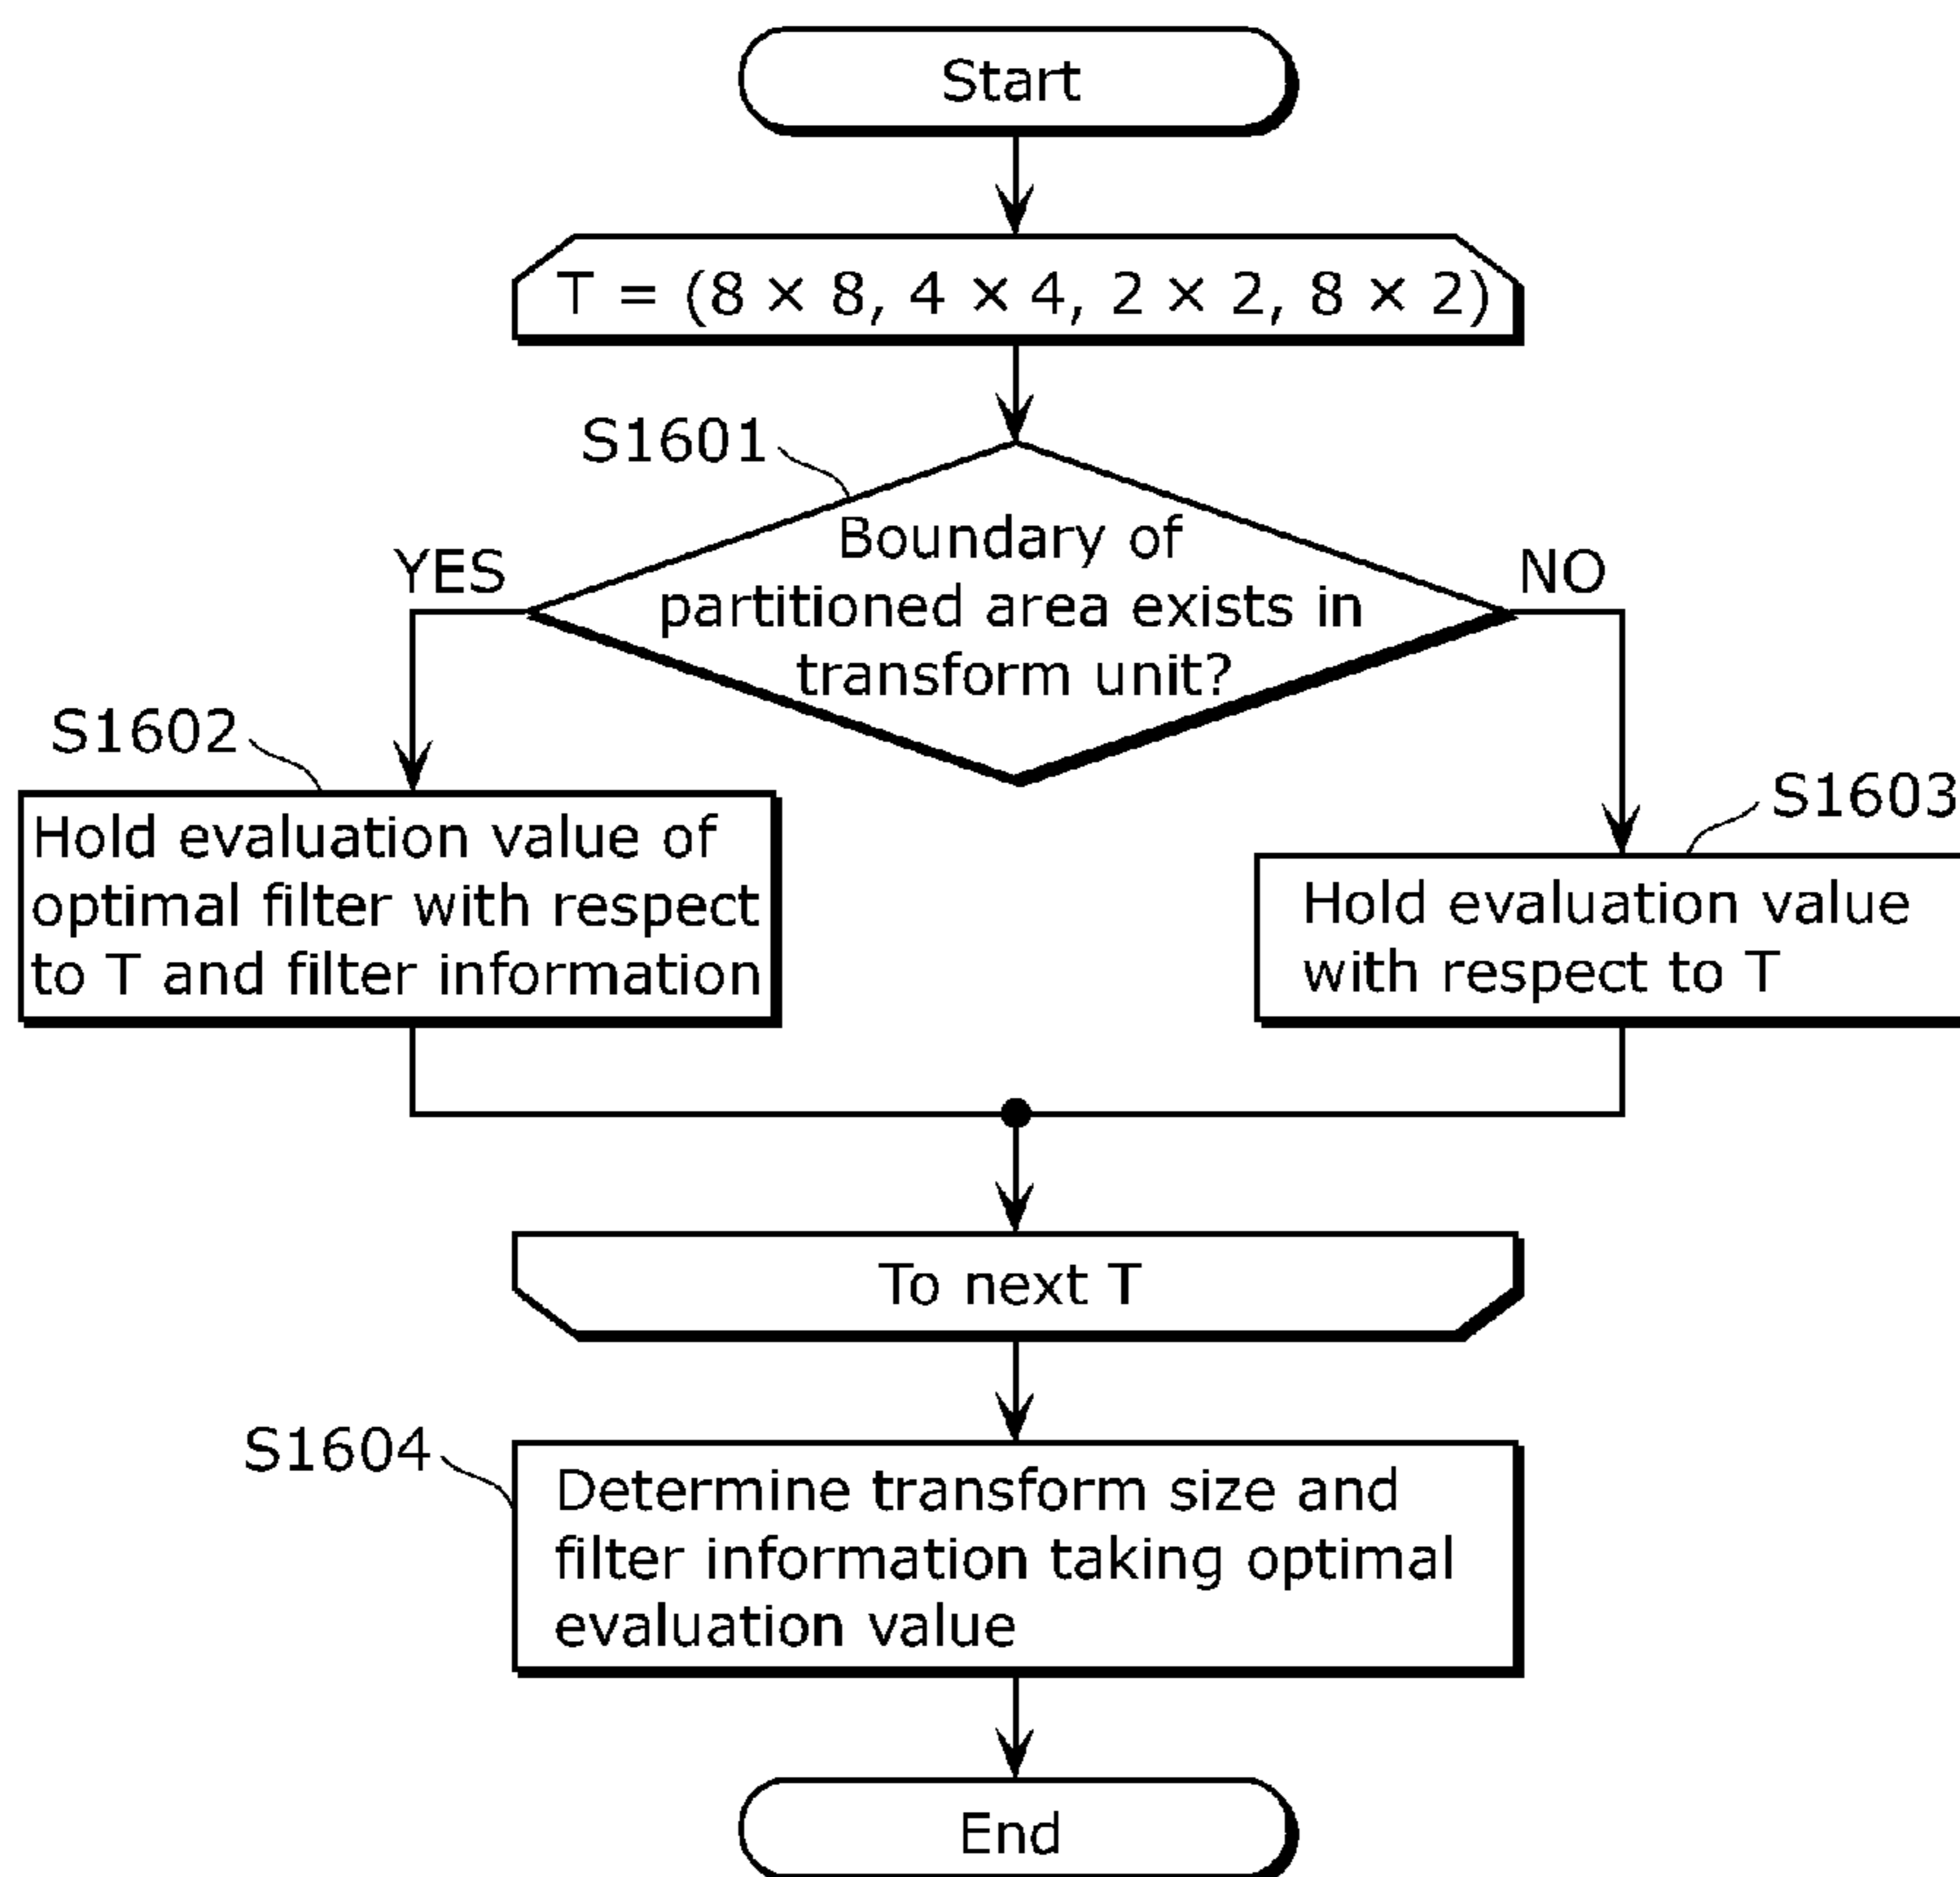 Start
T = (8 × 8, 4 × 4, 2 × 2, 8 × 2)
S1601
Boundary of
partitioned area exists in
transform unit?
YES
NO
S1602
Hold evaluation value of
optimal filter with respect
to T and filter information
S1603
Hold evaluation value
with respect to T
To next T
S1604
Determine transform size and
filter information taking optimal
evaluation value
End